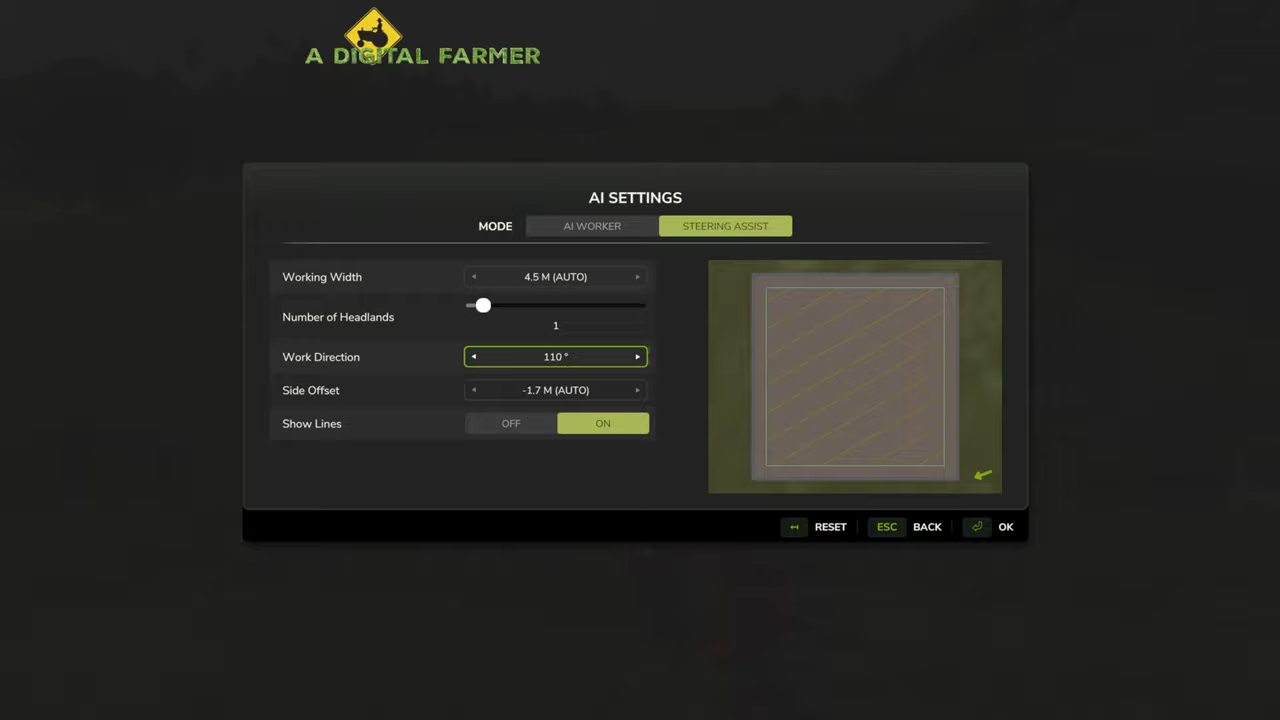 A DIGITAL FARMER
AI SETTINGS
MODE
AI WORKER
STEERING ASSIST
Working Width
4.5 M (AUTO)
Number of Headlands
1
Work Direction
110 °
Side Offset
-1.7 M (AUTO)
Show Lines
OFF
ON
RESET
ESC
BACK
OK